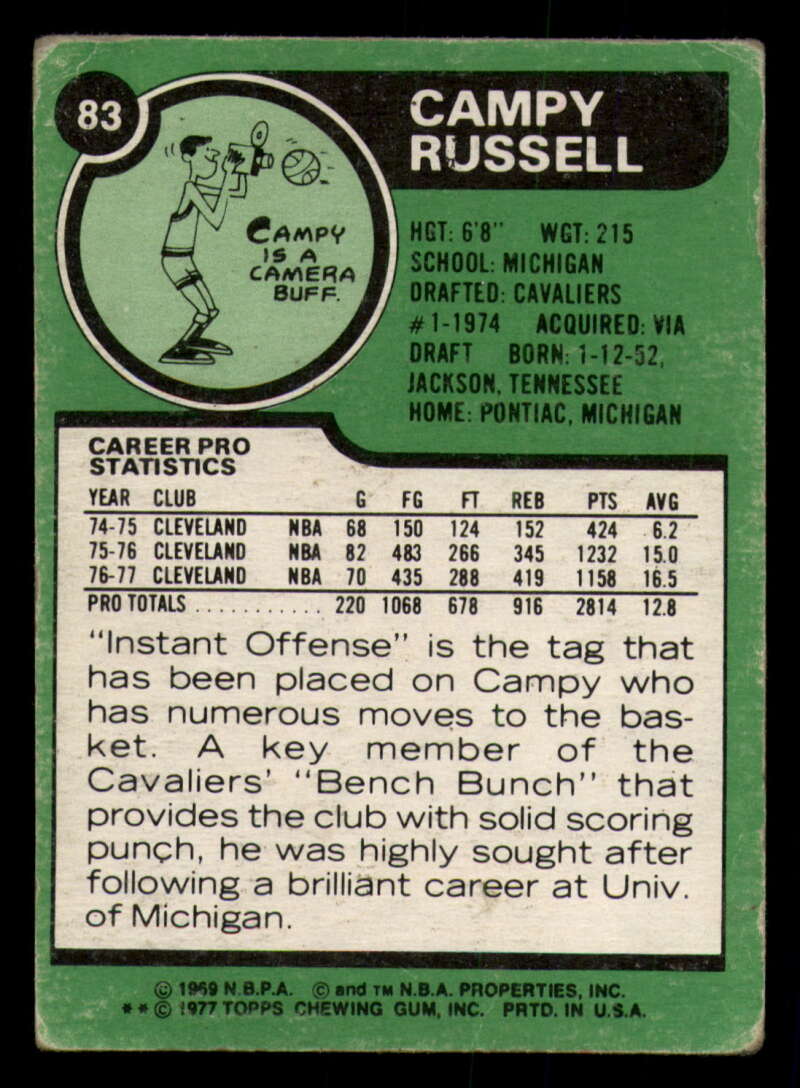 83
CAMPY
RUSSELL
CAMPY
IS A
CAMERA
BUFF.
HGT: 6'8" WGT: 215
SCHOOL: MICHIGAN
DRAFTED: CAVALIERS
#1-1974 ACQUIRED: VIA
DRAFT BORN: 1-12-52,
JACKSON, TENNESSEE
HOME: PONTIAC, MICHIGAN
CAREER PRO
STATISTICS
YEAR CLUB G FG FT REB PTS AVG
74-75 CLEVELAND NBA 68 150 124 152 424 6.2
75-76 CLEVELAND NBA 82 483 266 345 1232 15.0
76-77 CLEVELAND NBA 70 435 288 419 1158 16.5
PRO TOTALS ............ 220 1068 678 916 2814 12.8
"Instant Offense" is the tag that
has been placed on Campy who
has numerous moves to the bas-
ket. A key member of the
Cavaliers' "Bench Bunch" that
provides the club with solid scoring
punch, he was highly sought after
following a brilliant career at Univ.
of Michigan.
© 1969 N.B.P.A. © and TM N.B.A. PROPERTIES, INC.
**© 1977 TOPPS CHEWING GUM, INC. PRTD. IN U.S.A.